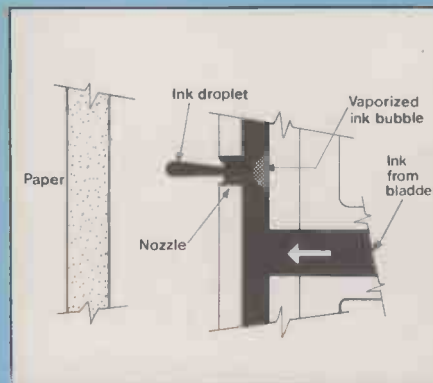 Ink droplet
Vaporized
ink bubble
Paper
Ink
from
bladde
Nozzle